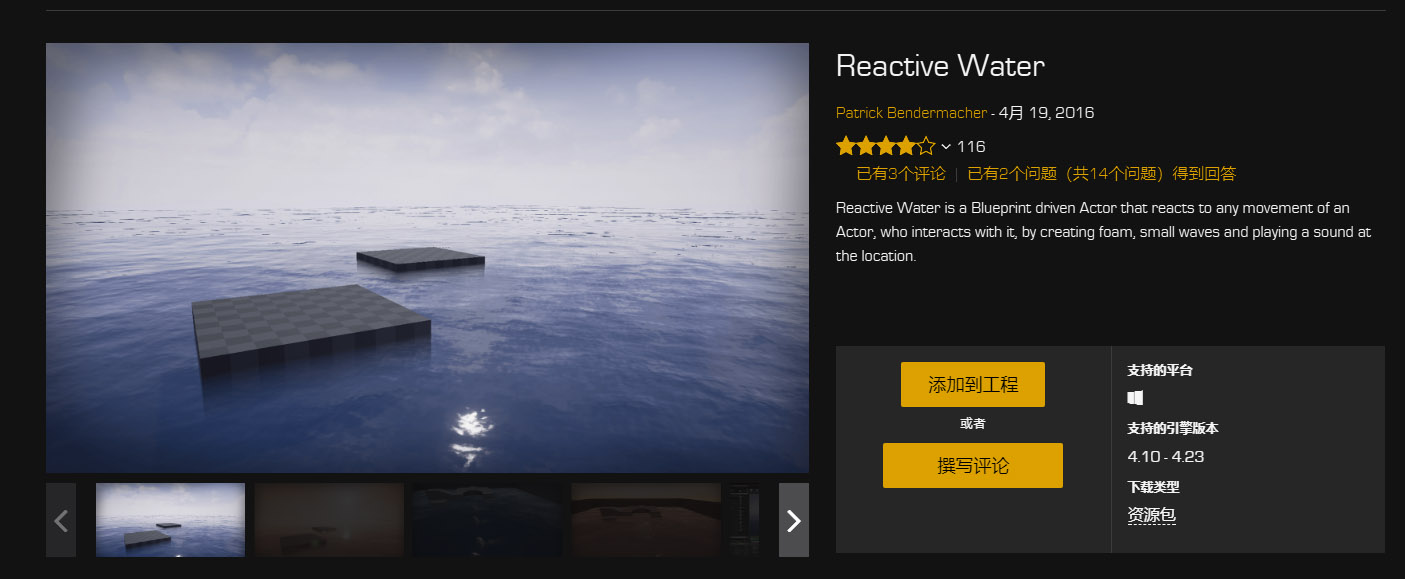 Reactive Water
Patrick Bendermacher - 4月 19, 2016
116
已有3个评论 | 已有2个问题（共14个问题）得到回答
Reactive Water is a Blueprint driven Actor that reacts to any movement of an
Actor, who interacts with it, by creating foam, small waves and playing a sound at
the location.
添加到工程
或者
撰写评论
支持的平台
支持的引擎版本
4.10 - 4.23
下载类型
资源包